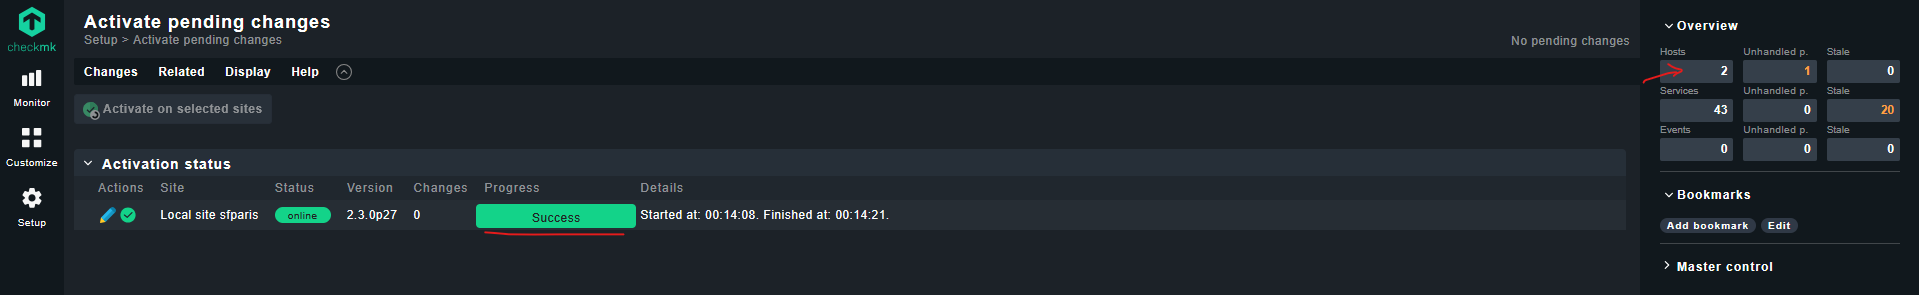 checkmk
Monitor
Customize
Setup
Activate pending changes
Setup > Activate pending changes
No pending changes
Changes Related Display Help
Activate on selected sites
Activation status
Actions Site Status Version Changes Progress Details
Local site sfparis online 2.3.0p27 0 Success Started at: 00:14:08. Finished at: 00:14:21.
Overview
Hosts Unhandled p. Stale
2 1 0
Services Unhandled p. Stale
43 0 20
Events Unhandled p. Stale
0 0 0
Bookmarks
Add bookmark Edit
Master control